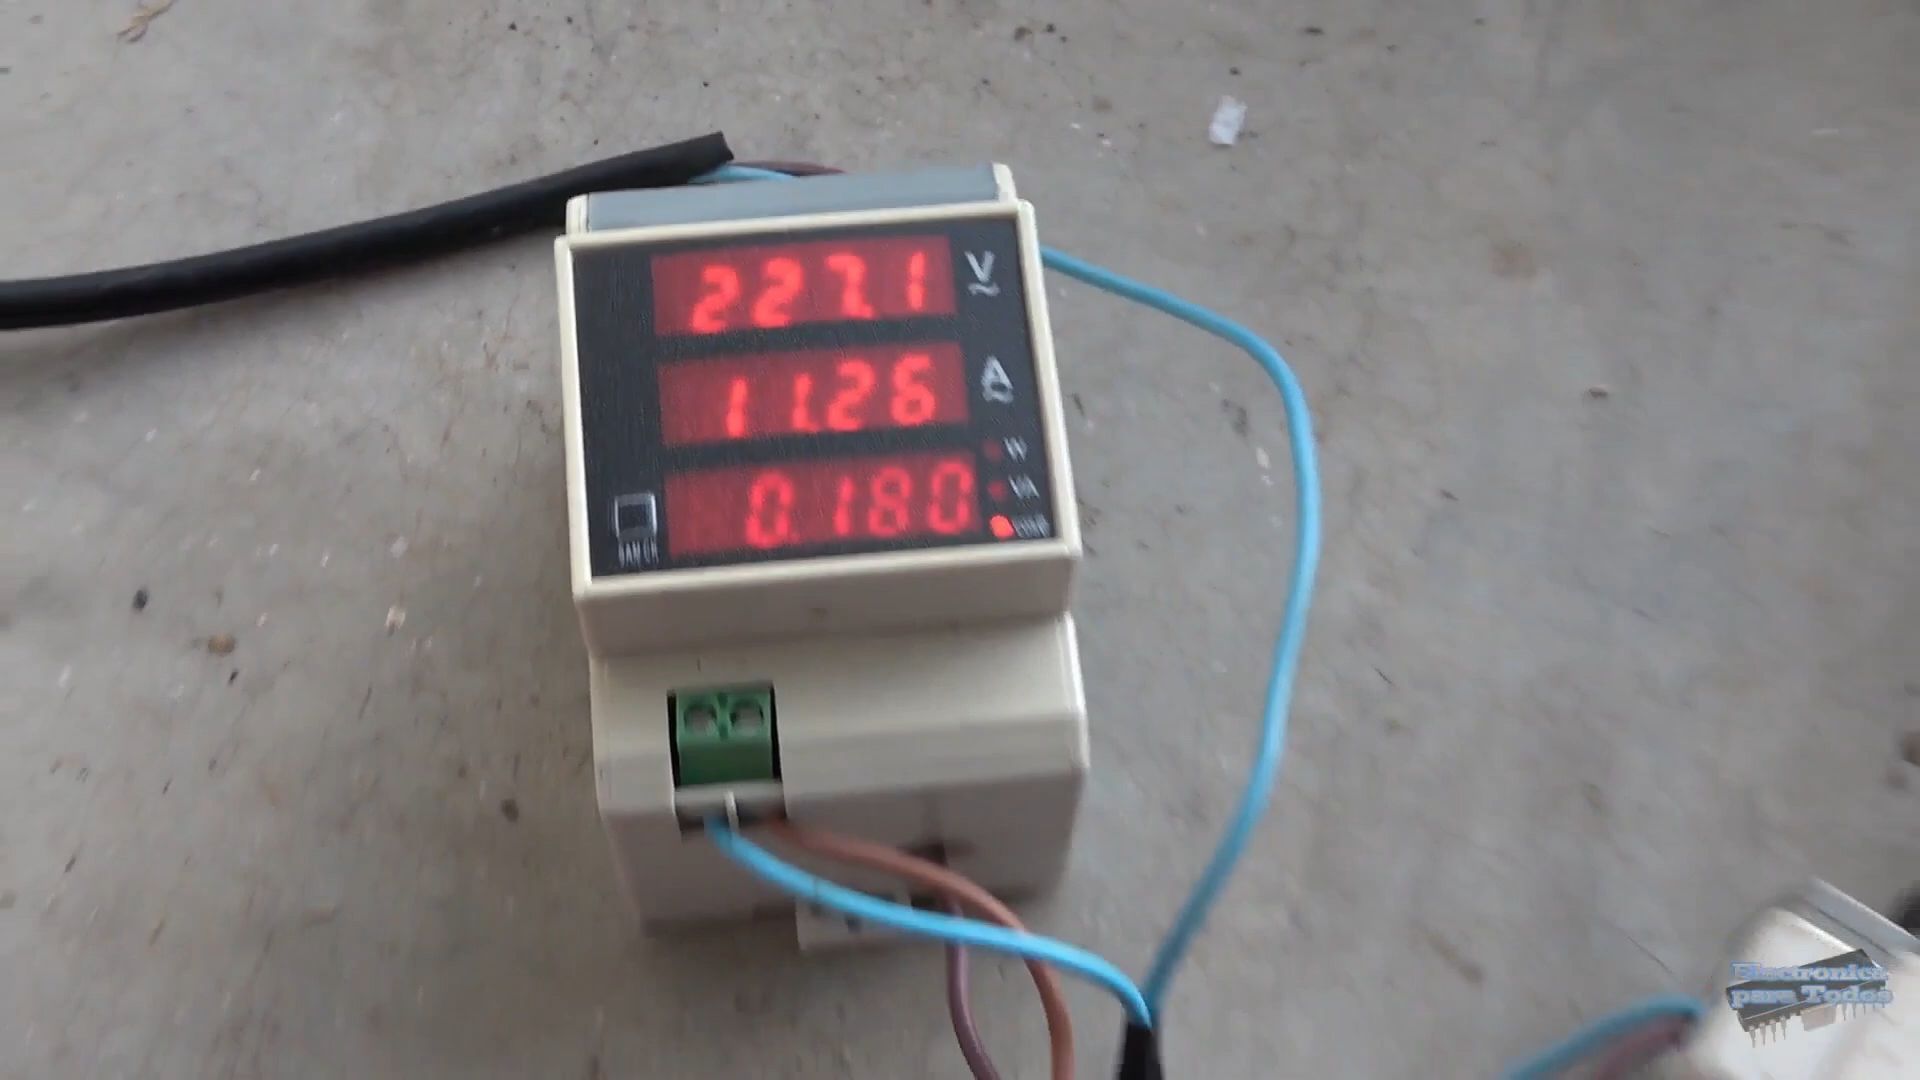 227.1 V
11.26 A
W
VA
0.180
Electronica
para Todos